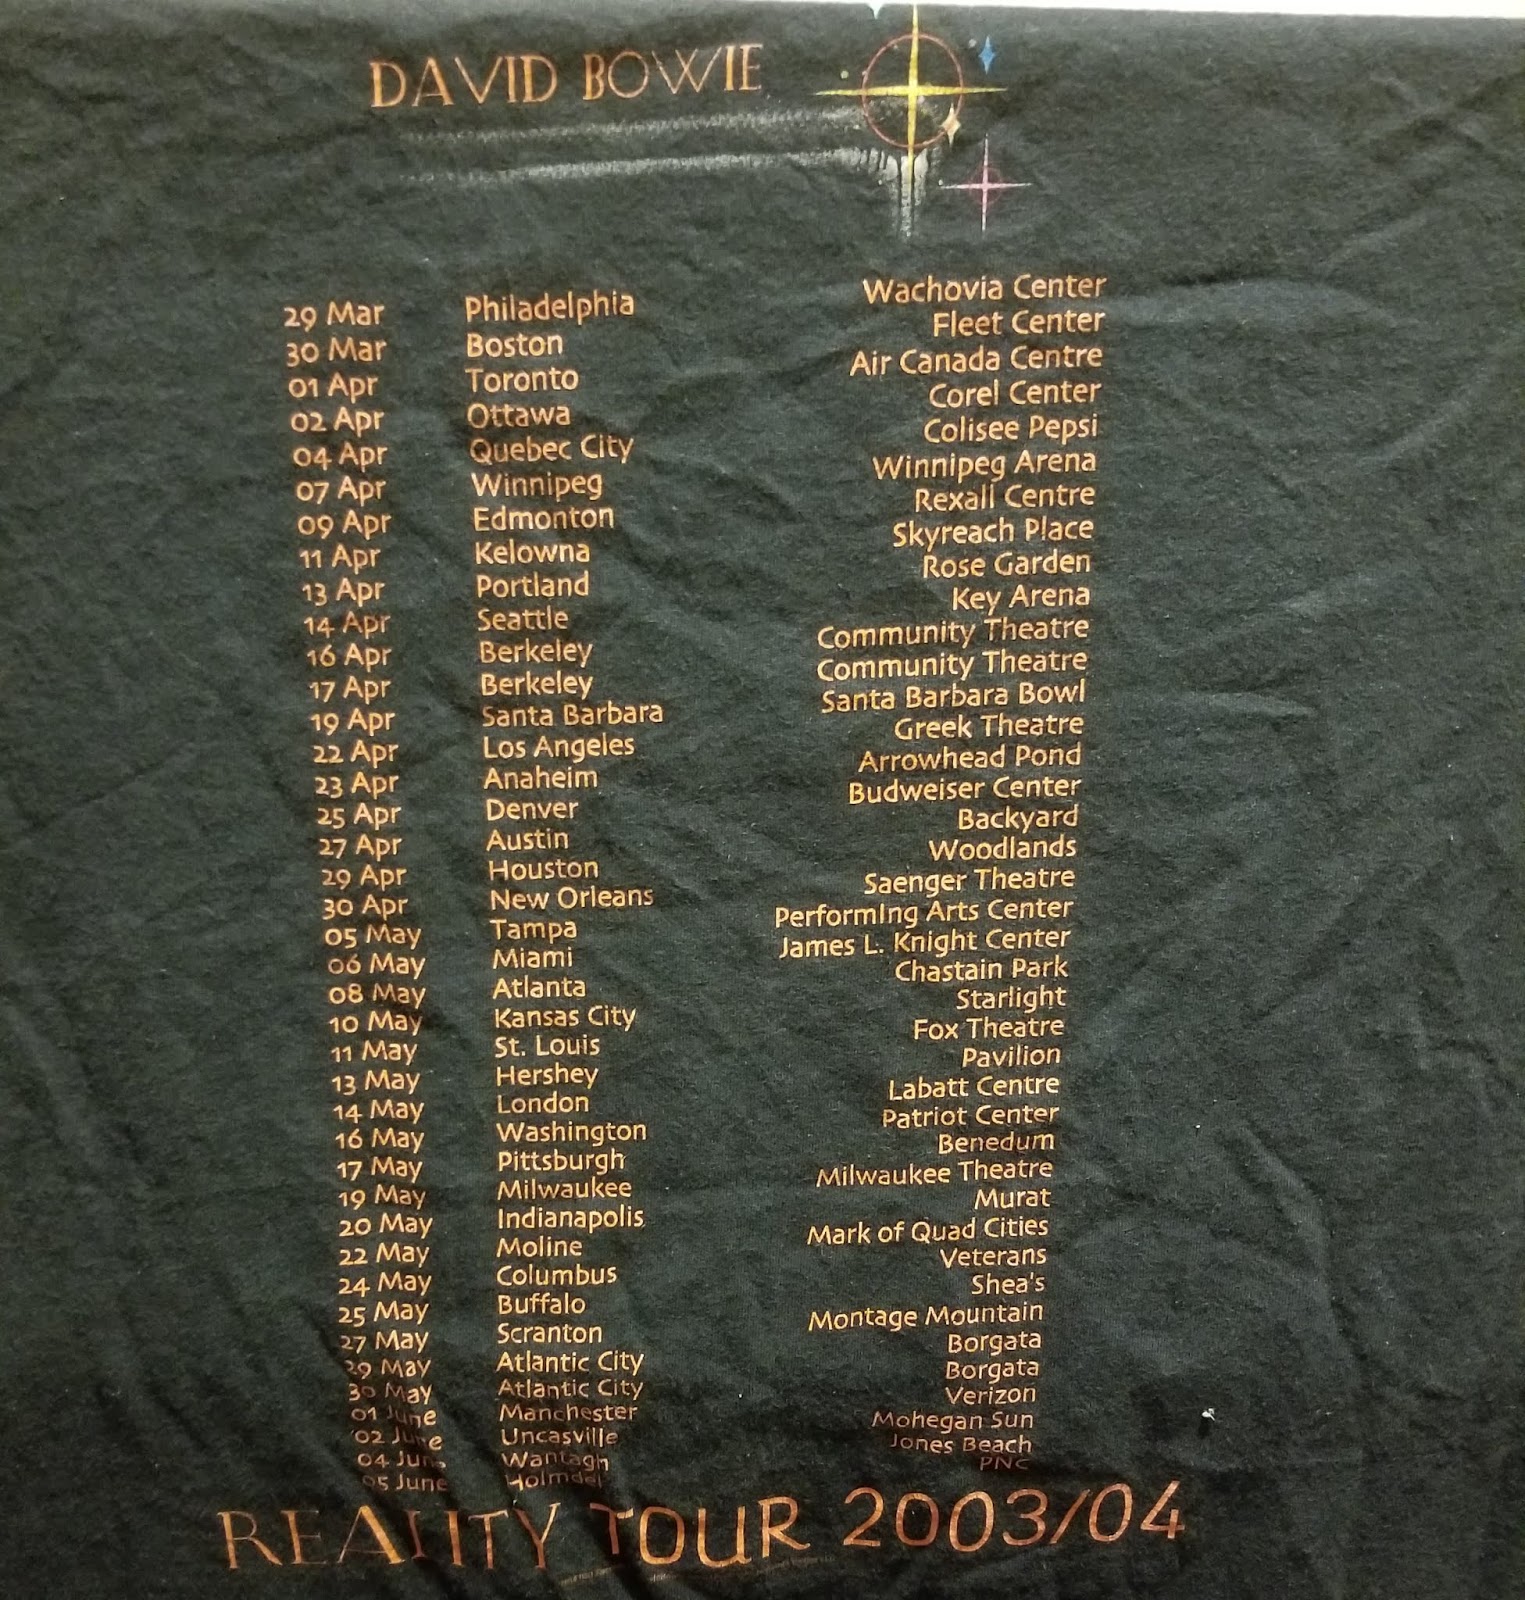 DAVID BOWIE
29 Mar Philadelphia Wachovia Center
30 Mar Boston Fleet Center
01 Apr Toronto Air Canada Centre
02 Apr Ottawa Corel Center
04 Apr Quebec City Colisee Pepsi
07 Apr Winnipeg Winnipeg Arena
09 Apr Edmonton Rexall Centre
11 Apr Kelowna Skyreach Place
13 Apr Portland Rose Garden
14 Apr Seattle Key Arena
16 Apr Berkeley Community Theatre
17 Apr Berkeley Community Theatre
19 Apr Santa Barbara Santa Barbara Bowl
22 Apr Los Angeles Greek Theatre
23 Apr Anaheim Arrowhead Pond
25 Apr Denver Budweiser Center
27 Apr Austin Backyard
29 Apr Houston Woodlands
30 Apr New Orleans Saenger Theatre
05 May Tampa PerformIng Arts Center
06 May Miami James L. Knight Center
08 May Atlanta Chastain Park
10 May Kansas City Starlight
11 May St. Louis Fox Theatre
13 May Hershey Pavilion
14 May London Labatt Centre
16 May Washington Patriot Center
17 May Pittsburgh Benedum
19 May Milwaukee Milwaukee Theatre
20 May Indianapolis Murat
22 May Moline Mark of Quad Cities
24 May Columbus Veterans
25 May Buffalo Shea's
27 May Scranton Montage Mountain
29 May Atlantic City Borgata
30 May Atlantic City Borgata
01 June Manchester Verizon
02 June Uncasville Mohegan Sun
04 June Wantagh Jones Beach
05 June Holmdel PNC
REALITY TOUR 2003/04